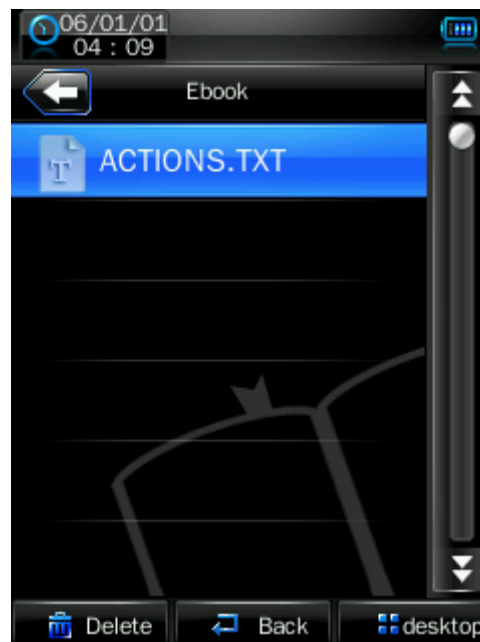 06/01/01
04 : 09
Ebook
T ACTIONS.TXT
Delete Back desktop